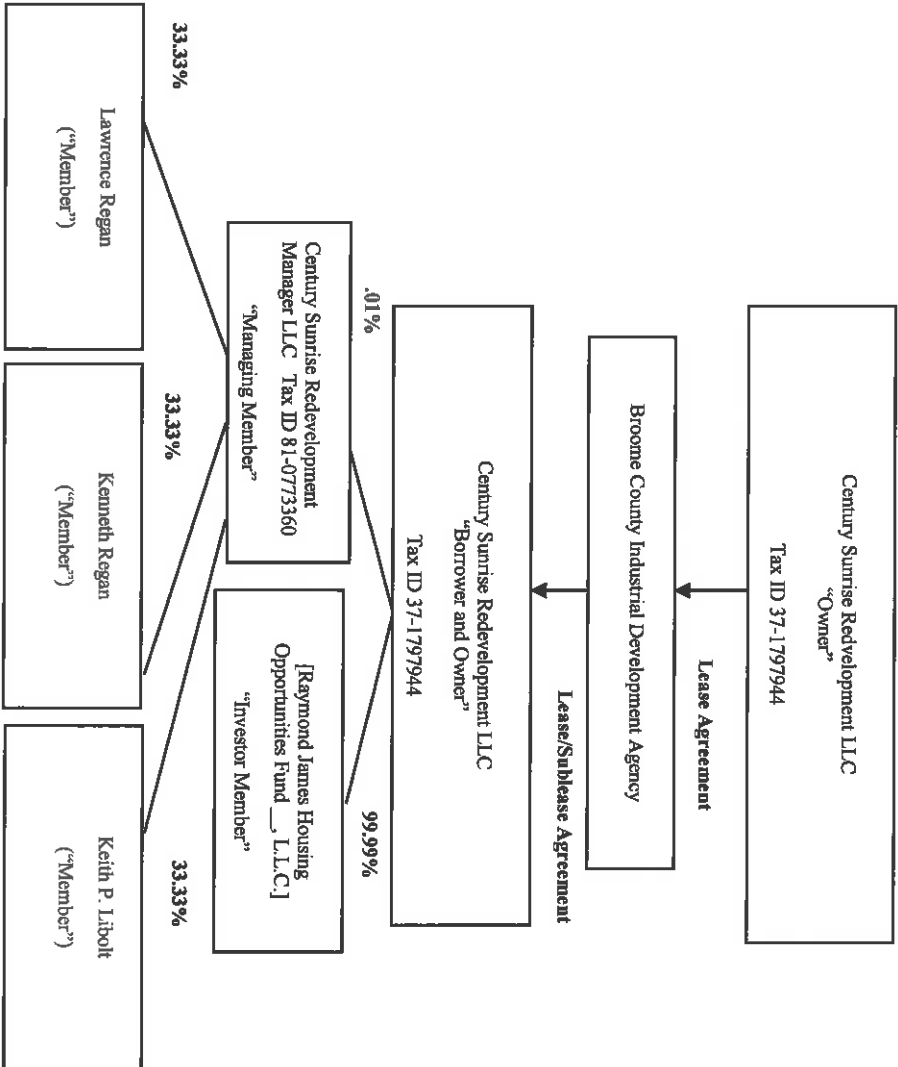 Century Sunrise Redvelopment LLC
“Owner”
Tax ID 37-1797944
Lease Agreement
Broome County Industrial Development Agency
Lease/Sublease Agreement
Century Sunrise Redevelopment LLC
“Borrower and Owner”
Tax ID 37-1797944
.01%
99.99%
Century Sunrise Redevelopment
Manager LLC Tax ID 81-0773360
“Managing Member”
[Raymond James Housing
Opportunities Fund __, L.L.C.]
“Investor Member”
33.33%
33.33%
33.33%
Lawrence Regan
(“Member”)
Kenneth Regan
(“Member”)
Keith P. Libolt
(“Member”)